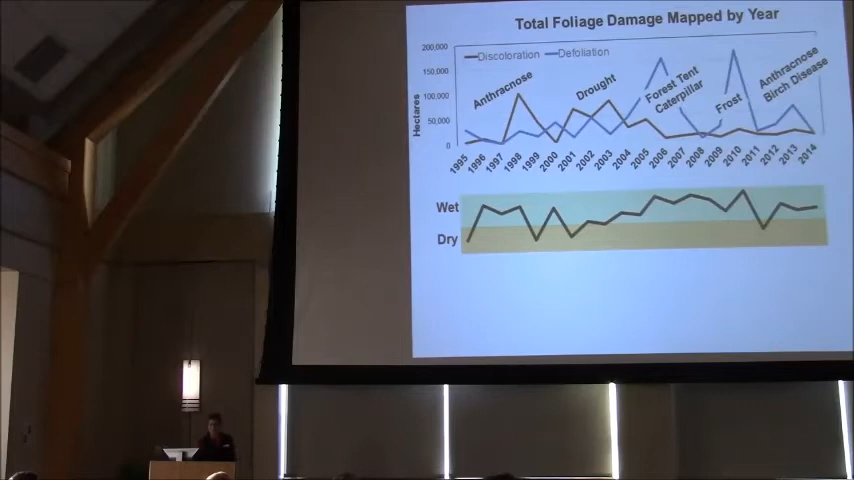 Total Foliage Damage Mapped by Year
200,000
150,000
100,000
50,000
0
Hectares
Discoloration Defoliation
Anthracnose
Drought
Forest Tent
Caterpillar
Frost
Anthracnose
Birch Disease
1995 1996 1997 1998 1999 2000 2001 2002 2003 2004 2005 2006 2007 2008 2009 2010 2011 2012 2013 2014
Wet
Dry